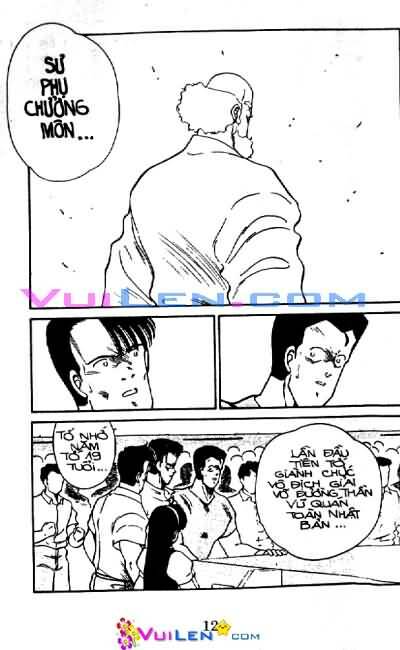 SƯ
PHỤ
CHƯỞNG
MÔN...
VuiLen.com
TỚ NHỚ
NĂM
TỚ 19
TUỔI...
LẦN ĐẦU
TIÊN TỚ
GIÀNH CHỨC
VÔ ĐỊCH GIẢI
VÕ ĐƯỜNG THẦN
VŨ QUAN
TOÀN NHẬT
BẢN...
12
VuiLen.com